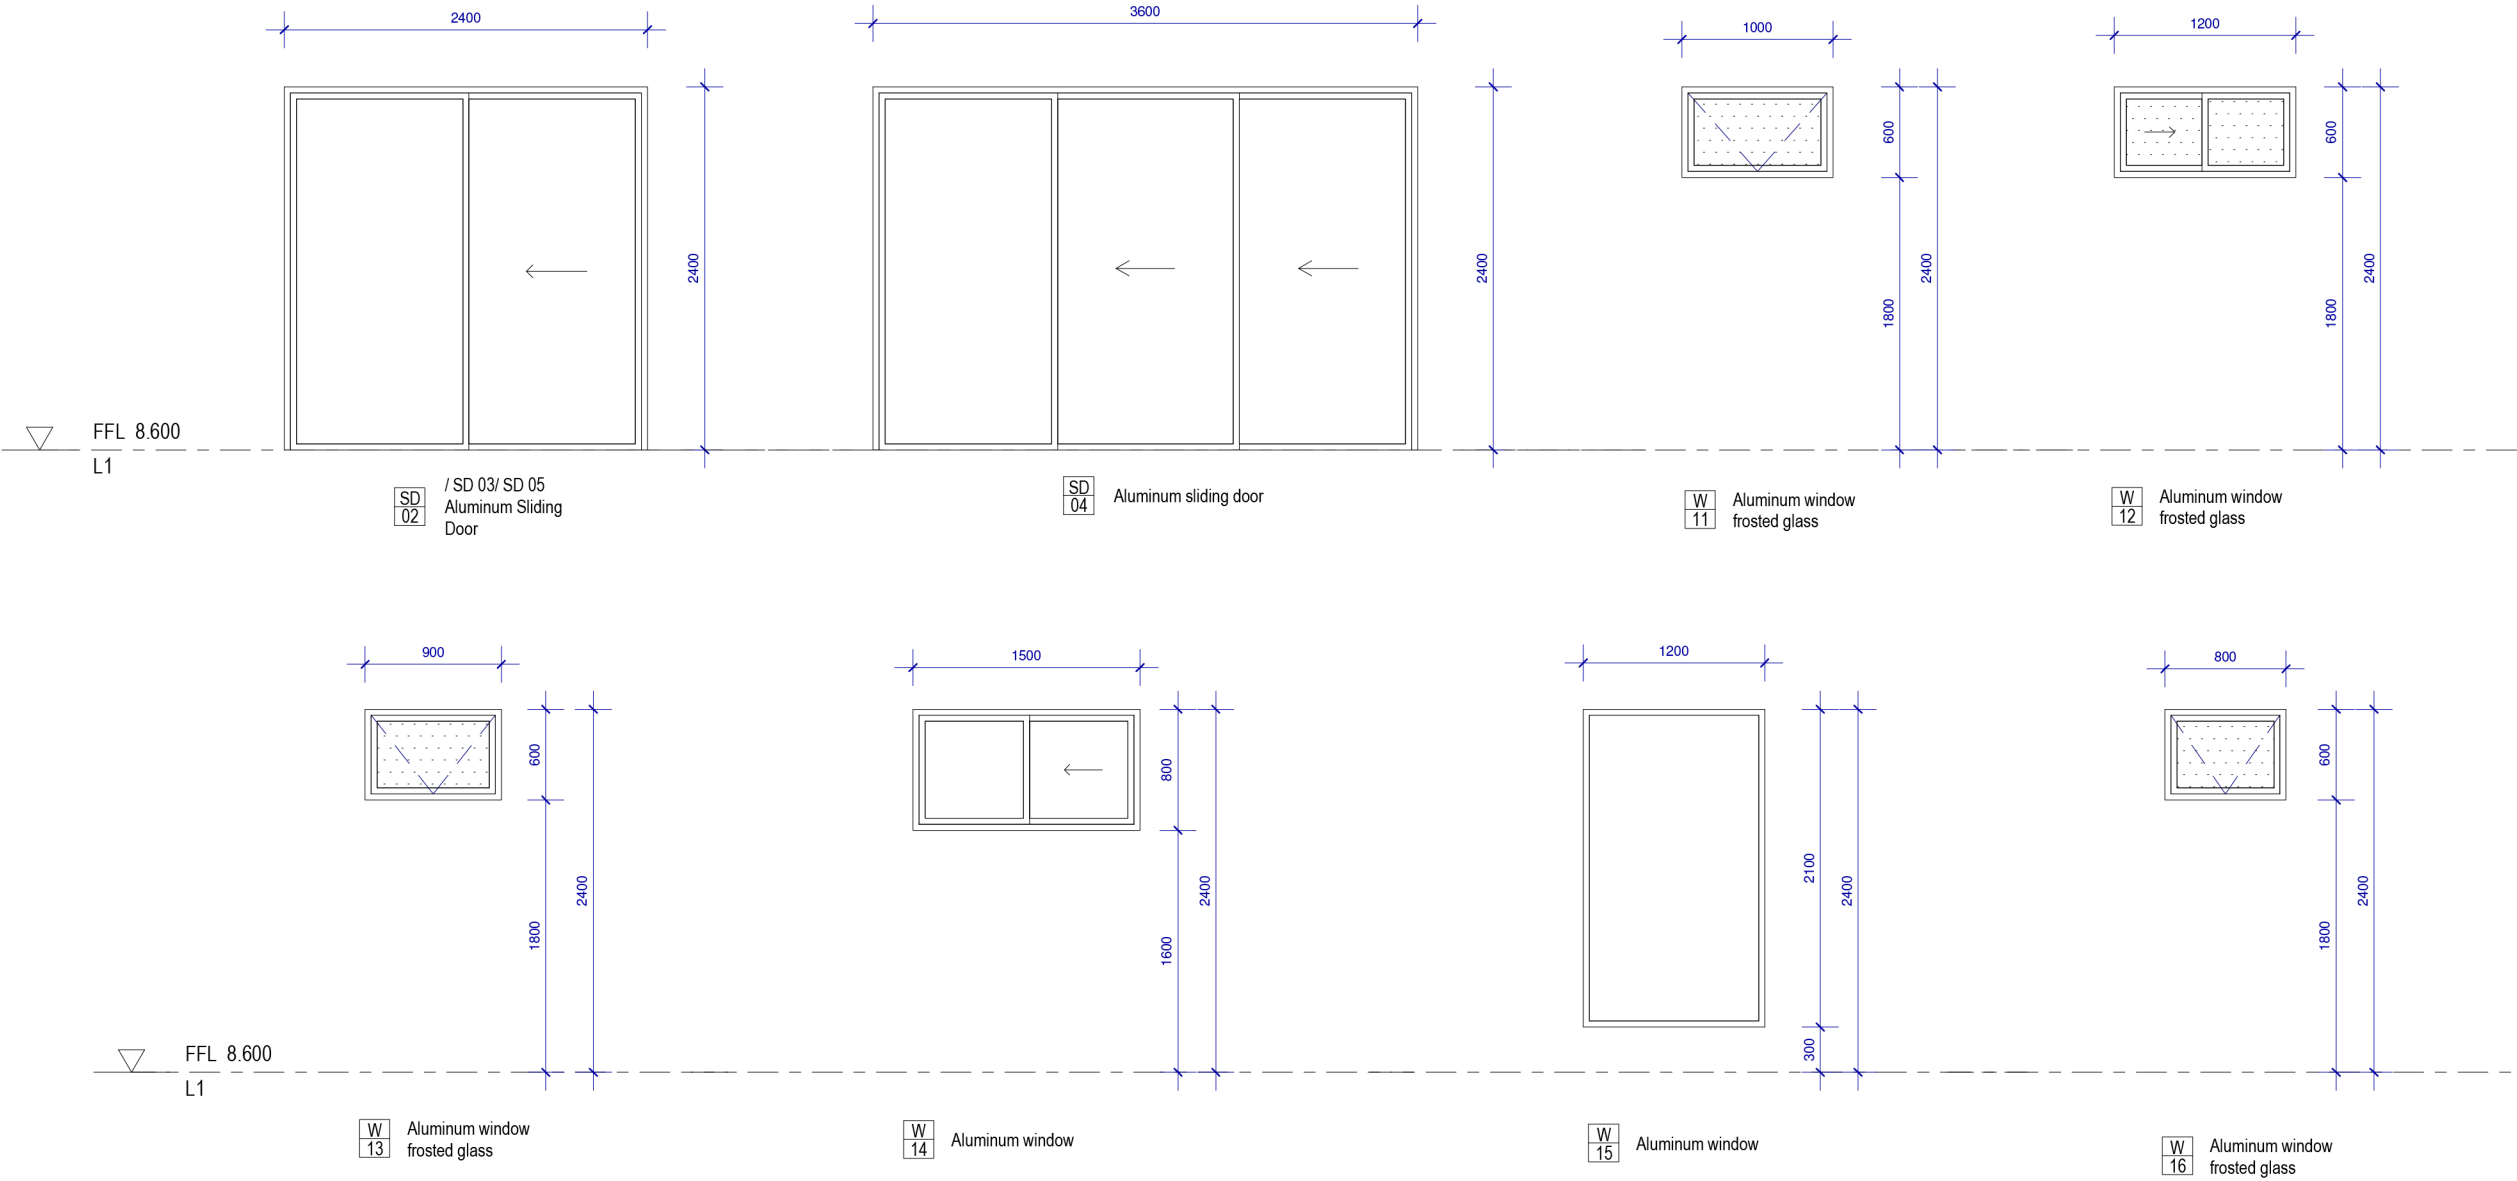 2400
3600
1000
1200
2400
2400
600
1800
2400
600
1800
2400
FFL 8.600
L1
SD
02
/ SD 03/ SD 05
Aluminum Sliding
Door
SD
04
Aluminum sliding door
W
11
Aluminum window
frosted glass
W
12
Aluminum window
frosted glass
900
1500
1200
800
600
1800
2400
800
1600
2400
2100
300
2400
600
1800
2400
FFL 8.600
L1
W
13
Aluminum window
frosted glass
W
14
Aluminum window
W
15
Aluminum window
W
16
Aluminum window
frosted glass